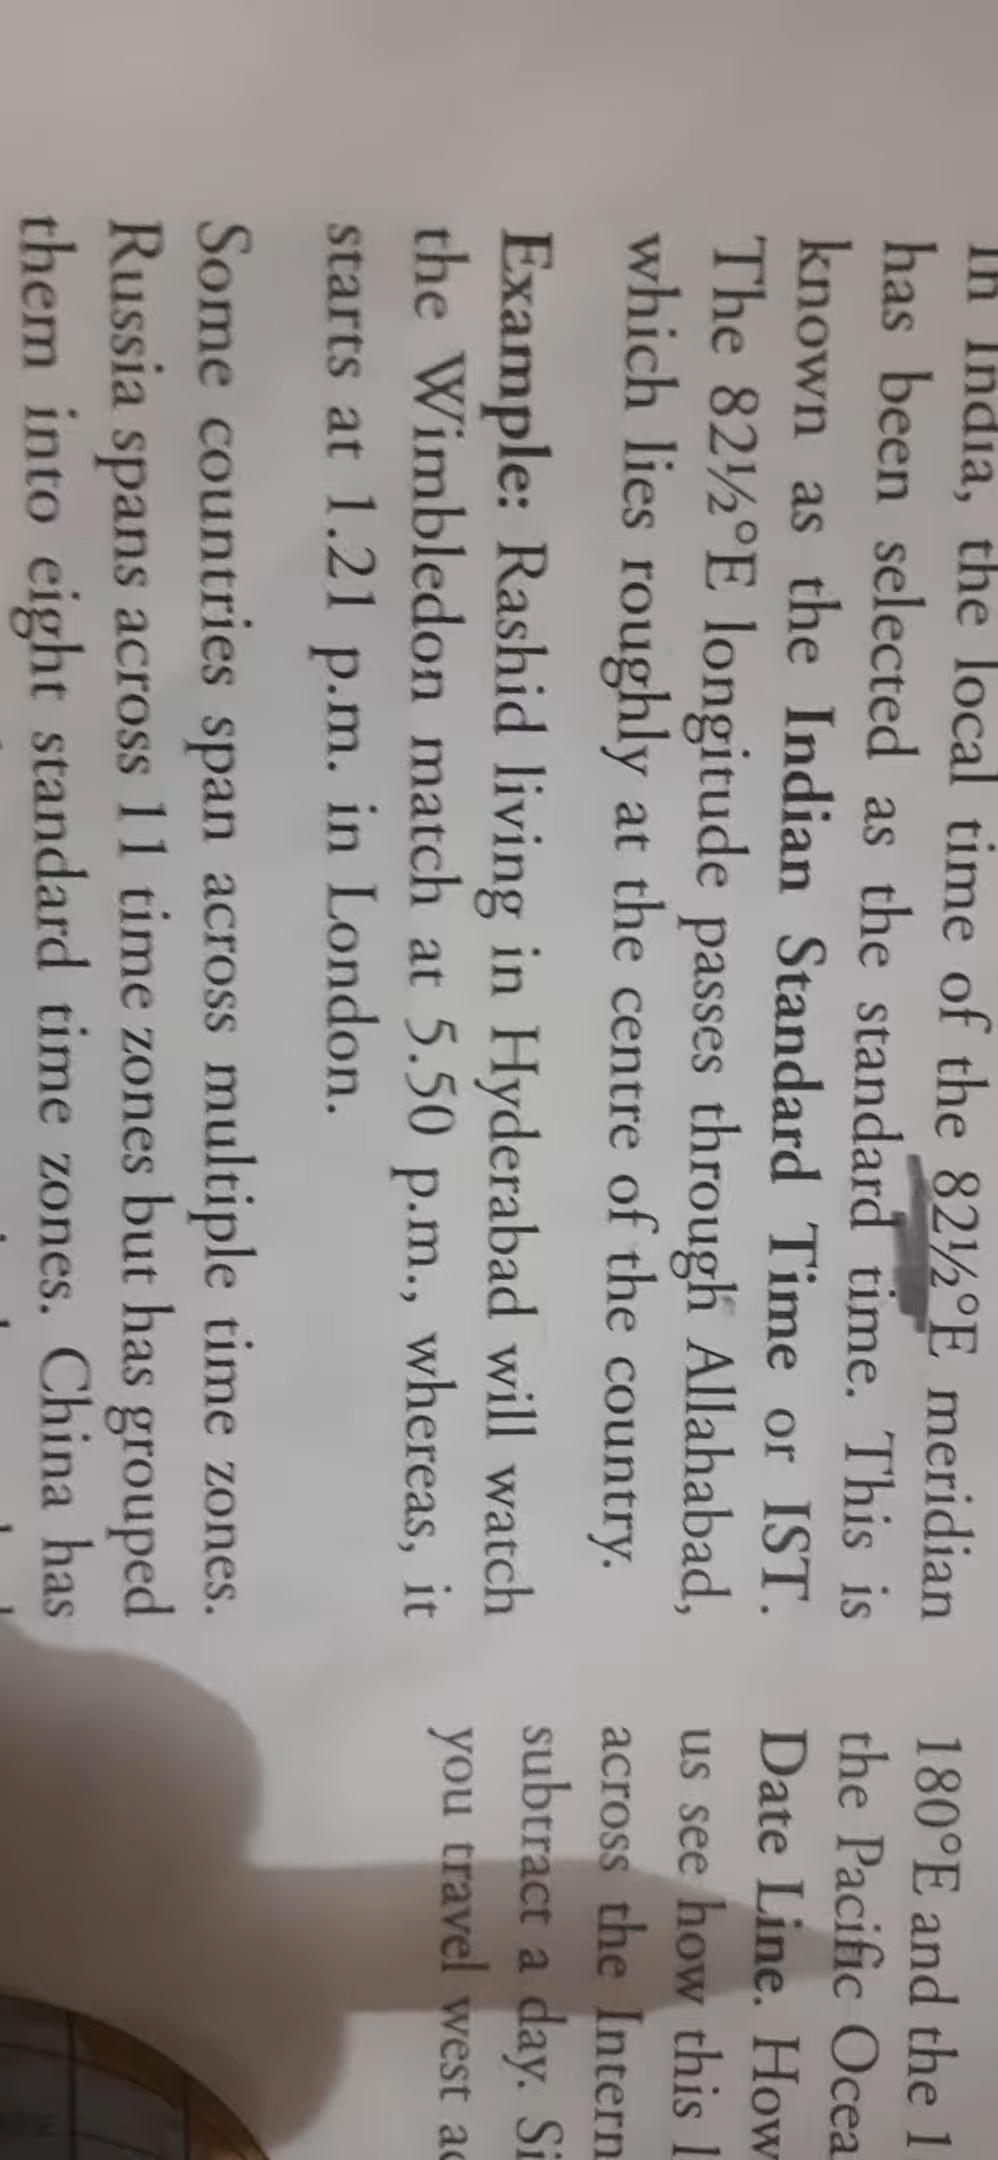 In India, the local time of the 82½°E meridian
has been selected as the standard time. This is
known as the Indian Standard Time or IST.
The 82½°E longitude passes through Allahabad,
which lies roughly at the centre of the country.
Example: Rashid living in Hyderabad will watch
the Wimbledon match at 5.50 p.m., whereas, it
starts at 1.21 p.m. in London.
Some countries span across multiple time zones.
Russia spans across 11 time zones but has grouped
them into eight standard time zones. China has
180°E and the 1
the Pacific Ocea
Date Line. How
us see how this l
across the Intern
subtract a day. Si
you travel west ac